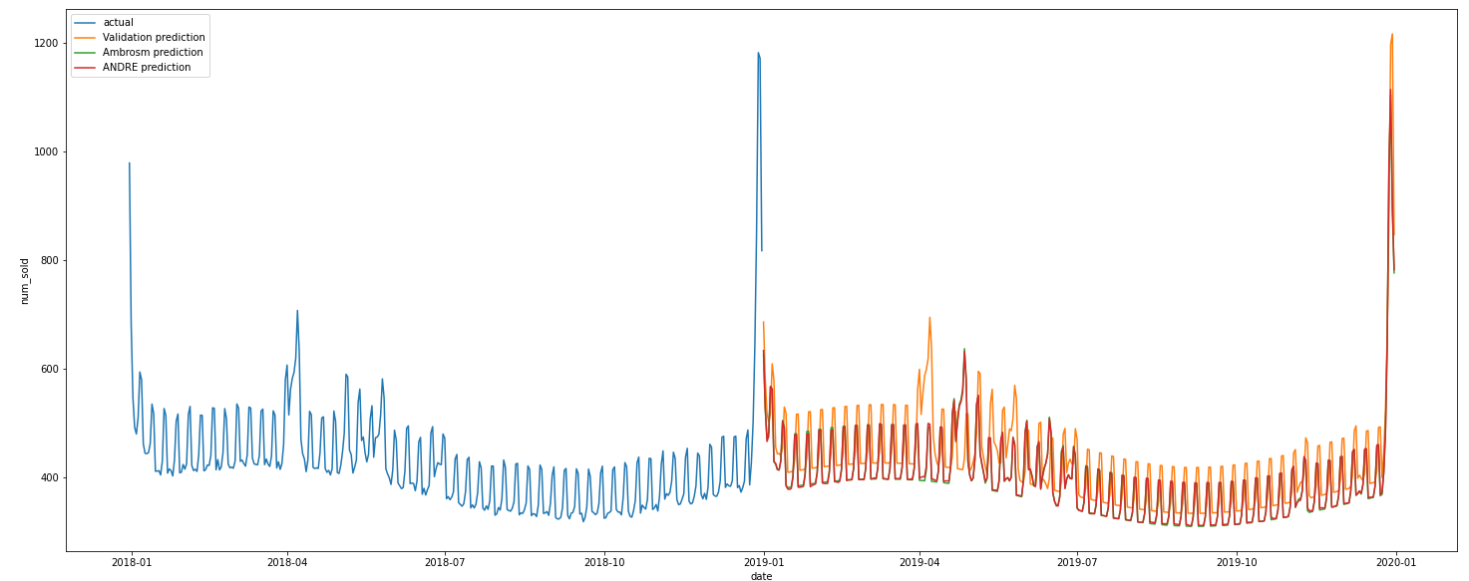 actual
Validation prediction
Ambrosm prediction
ANDRE prediction
1200
1000
800
600
400
num_sold
2018-01 2018-04 2018-07 2018-10 2019-01 2019-04 2019-07 2019-10 2020-01
date